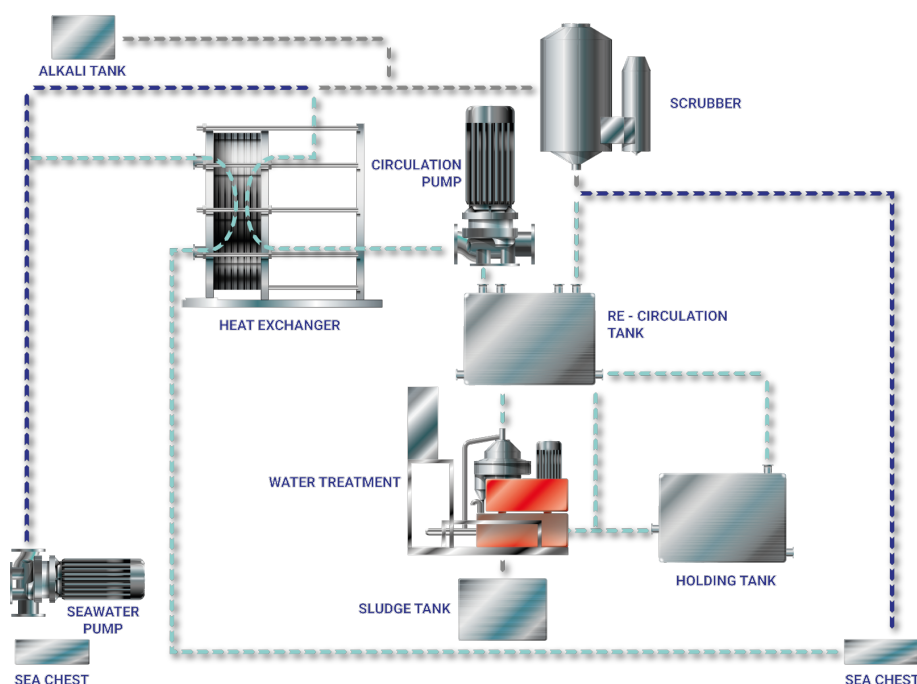 ALKALI TANK
SCRUBBER
CIRCULATION
PUMP
HEAT EXCHANGER
RE - CIRCULATION
TANK
WATER TREATMENT
HOLDING TANK
SLUDGE TANK
SEAWATER
PUMP
SEA CHEST
SEA CHEST